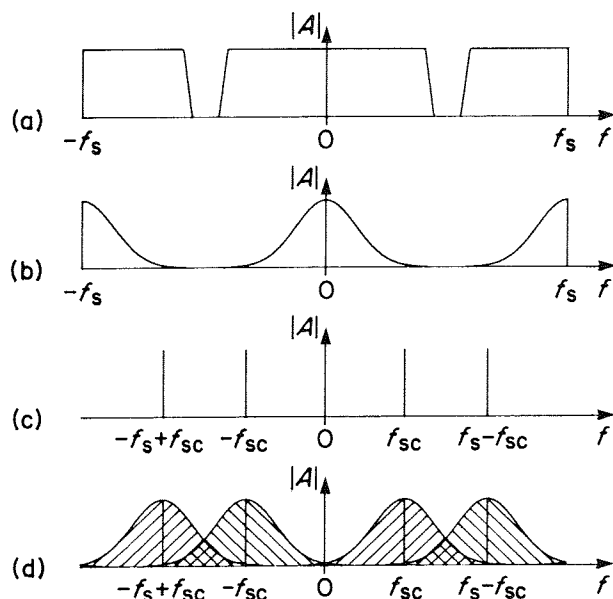 |A|
(a)
-fs 0 fs f
|A|
(b)
-fs 0 fs f
|A|
(c)
-fs+fsc -fsc 0 fsc fs-fsc f
|A|
(d)
-fs+fsc -fsc 0 fsc fs-fsc f